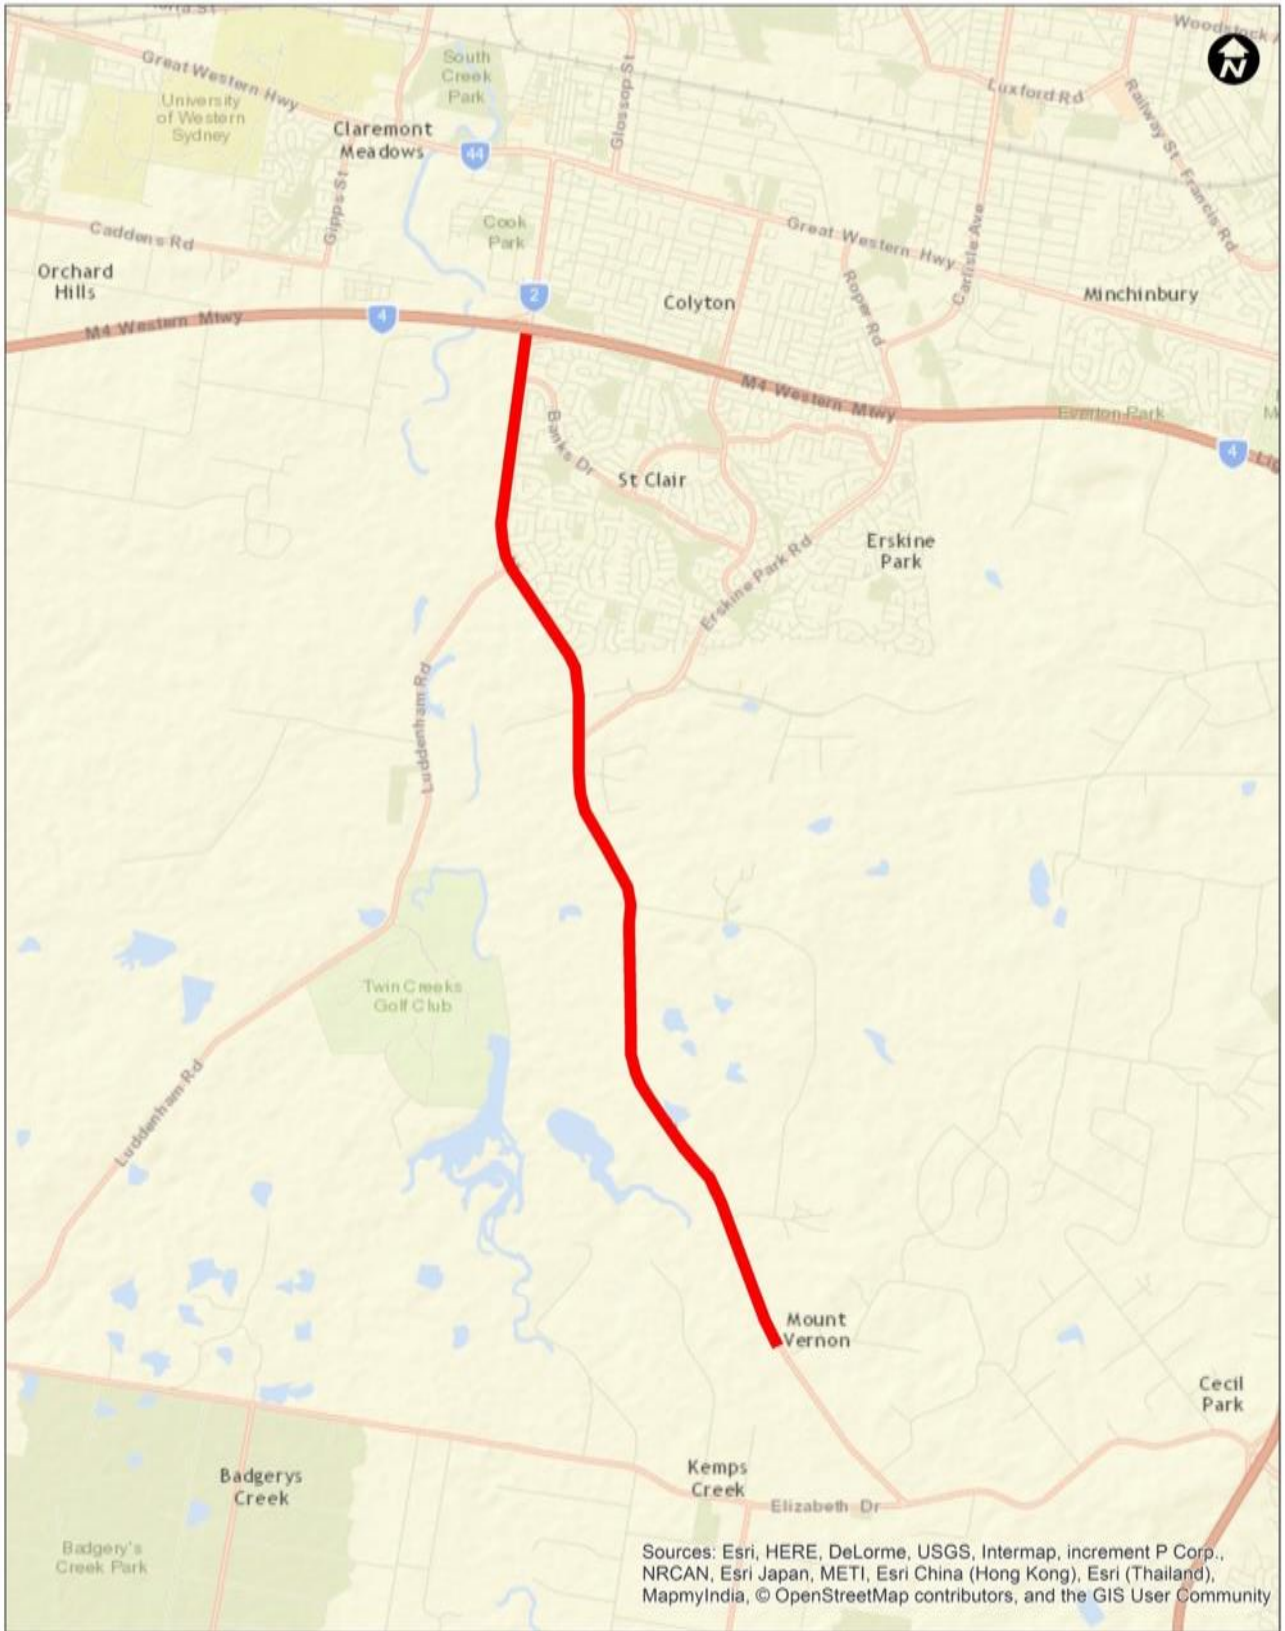 Woodstock
N
Great Western Hwy
South
Creek
Park
Glossop St
Luxford Rd
Railway St
Francis Rd
University
of Western
Sydney
Claremont
Meadows
44
Gipps St
Cook
Park
Caddens Rd
Great Western Hwy
Carlisle Ave
Orchard
Hills
2
Colyton
Roper Rd
Minchinbury
M4 Western Mtwy
4
M4 Western Mtwy
Everton Park
4
Banks Dr
St Clair
Erskine
Park
Erskine Park Rd
Luddenham Rd
Twin Creeks
Golf Club
Luddenham Rd
Mount
Vernon
Cecil
Park
Badgerys
Creek
Kemps
Creek
Elizabeth Dr
Badgery's
Creek Park
Sources: Esri, HERE, DeLorme, USGS, Intermap, increment P Corp.,
NRCAN, Esri Japan, METI, Esri China (Hong Kong), Esri (Thailand),
MapmyIndia, © OpenStreetMap contributors, and the GIS User Community